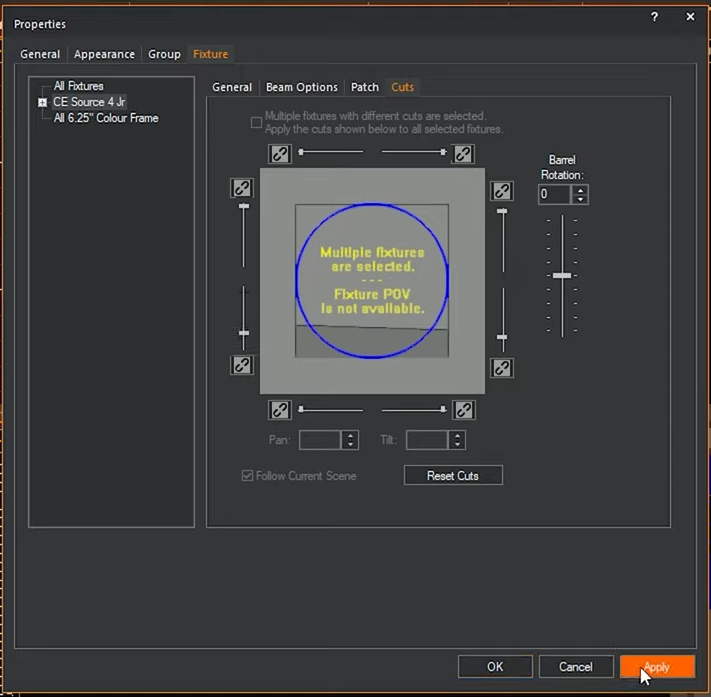 Properties
?
General Appearance Group Fixture
All Fixtures
CE Source 4 Jr
All 6.25" Colour Frame
General Beam Options Patch Cuts
Multiple fixtures with different cuts are selected.
Apply the cuts shown below to all selected fixtures.
Barrel
Rotation:
0
Multiple fixtures
are selected.
---
Fixture POV
is not available.
Pan: Tilt:
Follow Current Scene
Reset Cuts
OK Cancel Apply